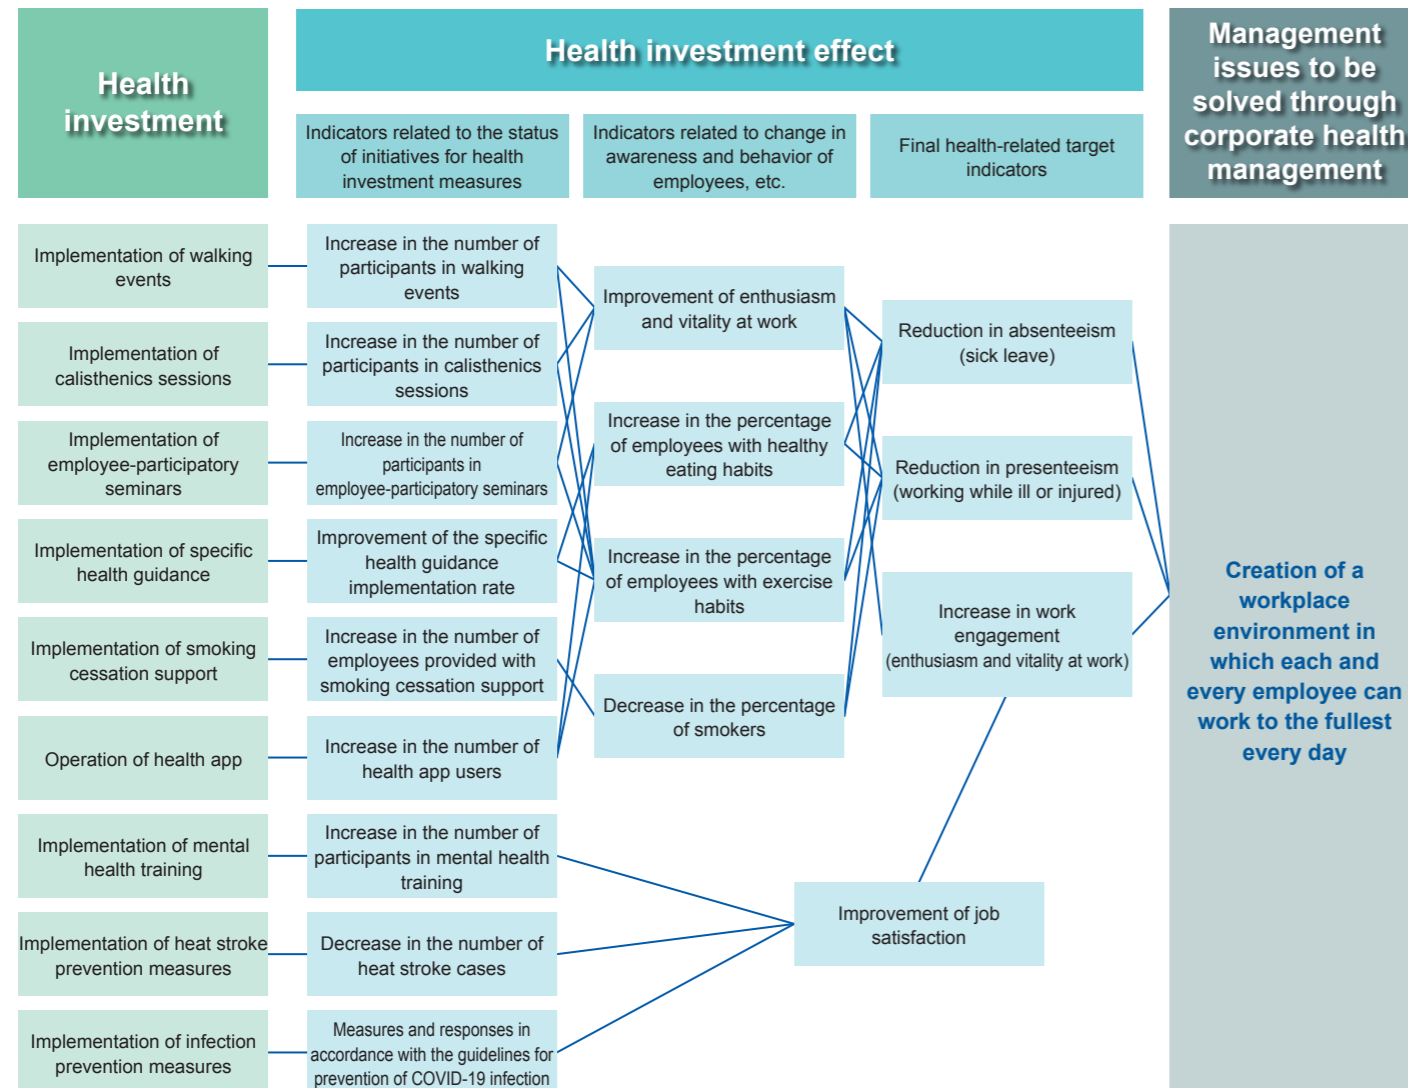 Health
investment
Health investment effect
Management
issues to be
solved through
corporate health
management
Indicators related to the status
of initiatives for health
investment measures
Indicators related to change in
awareness and behavior of
employees, etc.
Final health-related target
indicators
Implementation of walking
events
Implementation of
calisthenics sessions
Implementation of
employee-participatory
seminars
Implementation of specific
health guidance
Implementation of smoking
cessation support
Operation of health app
Implementation of mental
health training
Implementation of heat stroke
prevention measures
Implementation of infection
prevention measures
Increase in the number of
participants in walking
events
Increase in the number of
participants in calisthenics
sessions
Increase in the number of
participants in
employee-participatory seminars
Improvement of the specific
health guidance
implementation rate
Increase in the number of
employees provided with
smoking cessation support
Increase in the number of
health app users
Increase in the number of
participants in mental health
training
Decrease in the number of
heat stroke cases
Measures and responses in
accordance with the guidelines for
prevention of COVID-19 infection
Improvement of enthusiasm
and vitality at work
Increase in the percentage
of employees with healthy
eating habits
Increase in the percentage
of employees with exercise
habits
Decrease in the percentage
of smokers
Improvement of job
satisfaction
Reduction in absenteeism
(sick leave)
Reduction in presenteeism
(working while ill or injured)
Increase in work
engagement
(enthusiasm and vitality at work)
Creation of a
workplace
environment in
which each and
every employee can
work to the fullest
every day